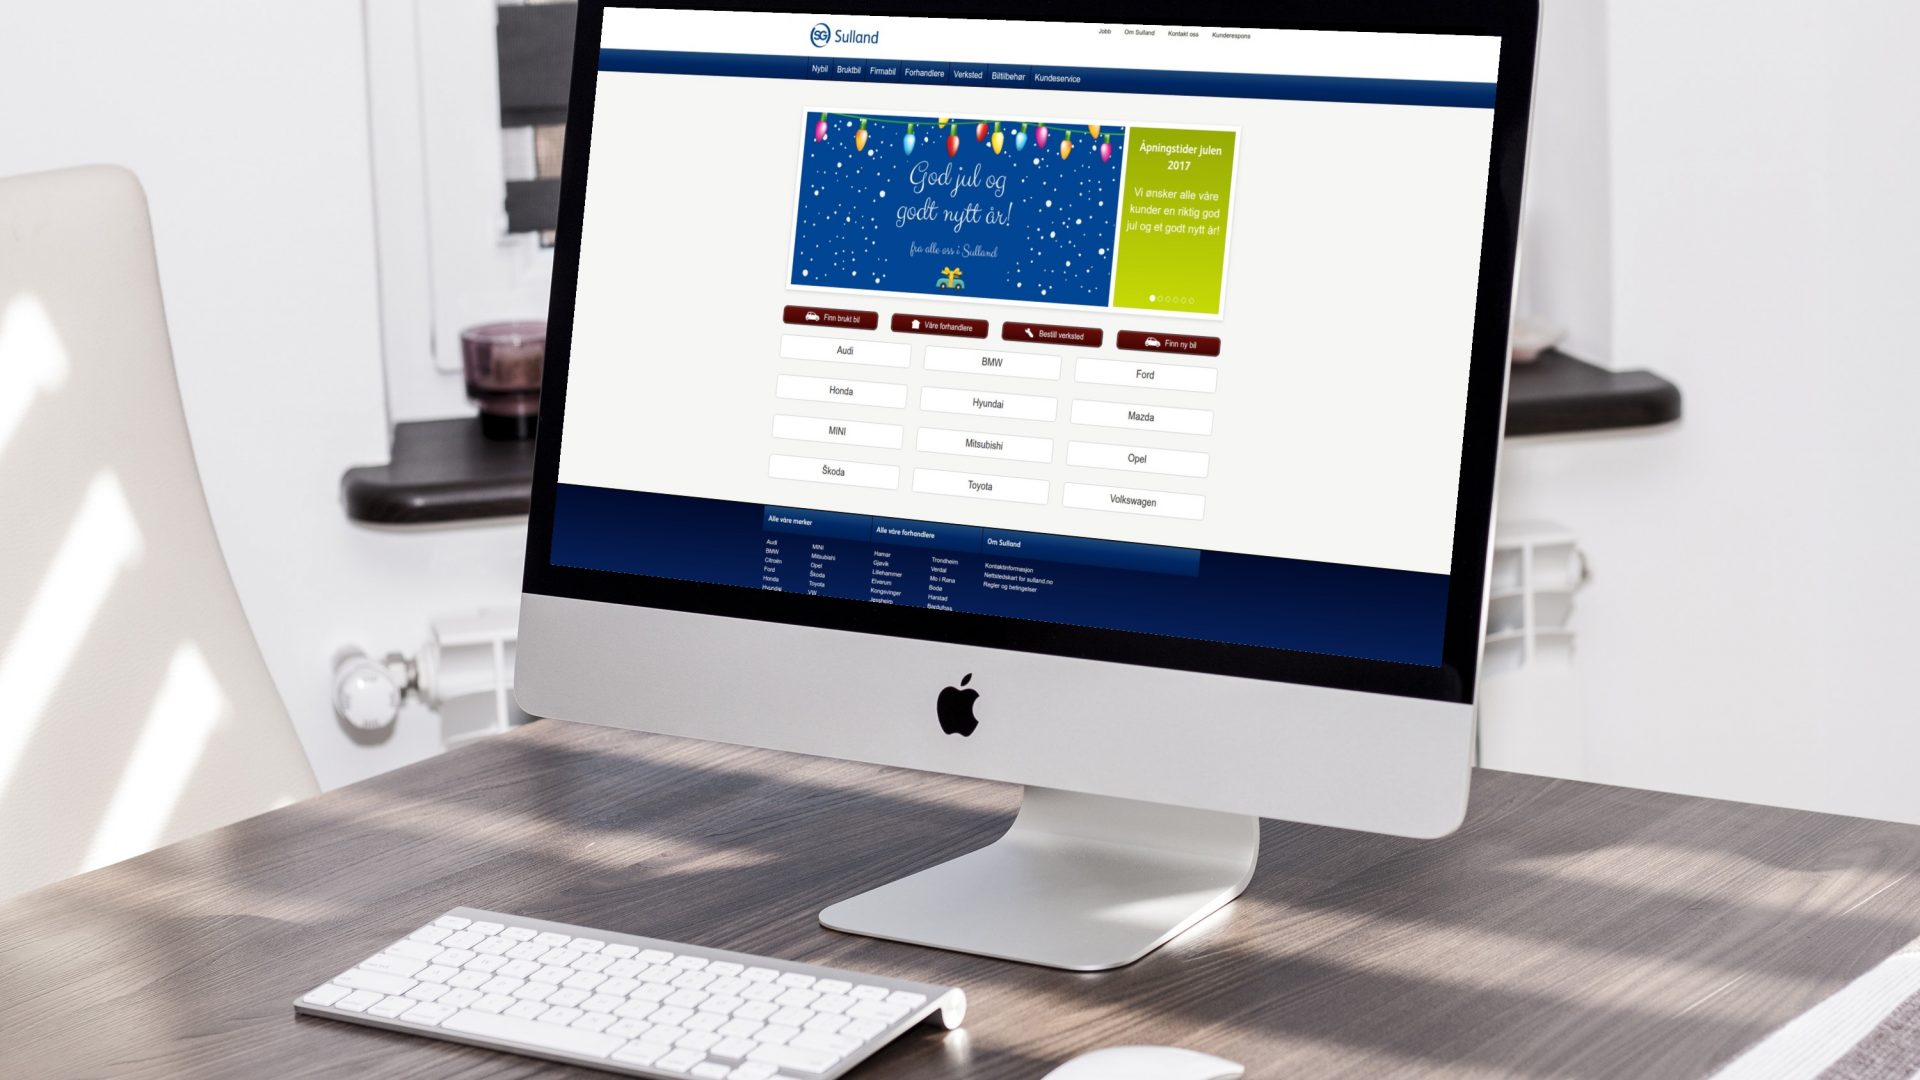 SG Sulland
Jobb Om Sulland Kontakt oss Kunderespons
Nybil Bruktbil Firmabil Forhandlere Verksted Biltilbehør Kundeservice
God jul og
godt nytt år!
fra alle oss i Sulland
Åpningstider julen
2017
Vi ønsker alle våre
kunder en riktig god
jul og et godt nytt år!
Finn brukt bil
Våre forhandlere
Bestill verksted
Finn ny bil
Audi
BMW
Ford
Honda
Hyundai
Mazda
MINI
Mitsubishi
Opel
Škoda
Toyota
Volkswagen
Alle våre merker
Audi
BMW
Citroën
Ford
Honda
Hyundai
MINI
Mitsubishi
Opel
Škoda
Toyota
VW
Alle våre forhandlere
Hamar
Gjøvik
Lillehammer
Elverum
Kongsvinger
Jessheim
Trondheim
Verdal
Mo i Rana
Bodø
Harstad
Bardufoss
Om Sulland
Kontaktinformasjon
Nettstedskart for sulland.no
Regler og betingelser